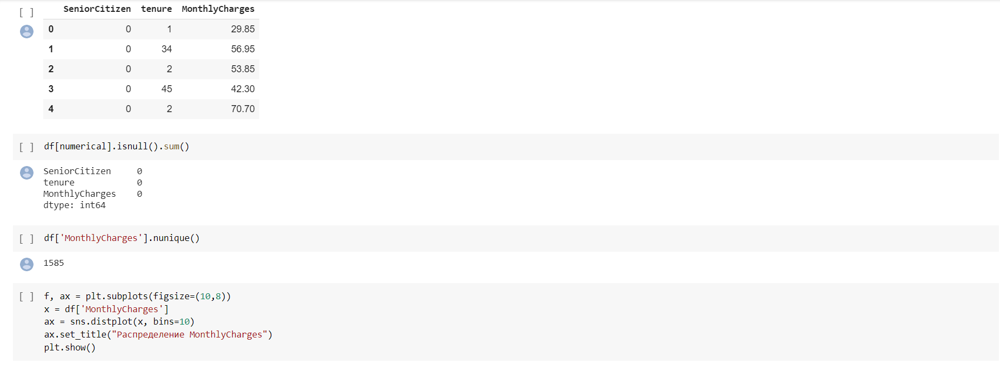 [ ] SeniorCitizen tenure MonthlyCharges
0 0 1 29.85
1 0 34 56.95
2 0 2 53.85
3 0 45 42.30
4 0 2 70.70
[ ] df[numerical].isnull().sum()
SeniorCitizen 0
tenure 0
MonthlyCharges 0
dtype: int64
[ ] df['MonthlyCharges'].nunique()
1585
[ ] f, ax = plt.subplots(figsize=(10,8))
x = df['MonthlyCharges']
ax = sns.distplot(x, bins=10)
ax.set_title("Распределение MonthlyCharges")
plt.show()